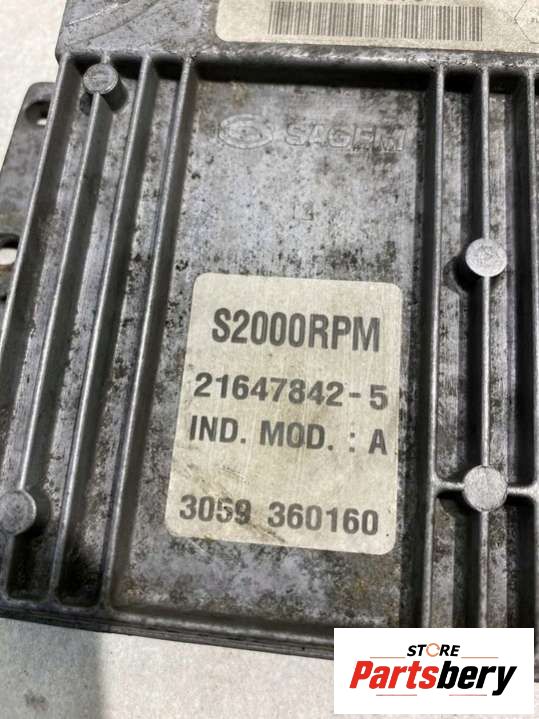 SAGEM
S2000RPM
21647842-5
IND. MOD. : A
3059 360160
STORE
Partsbery